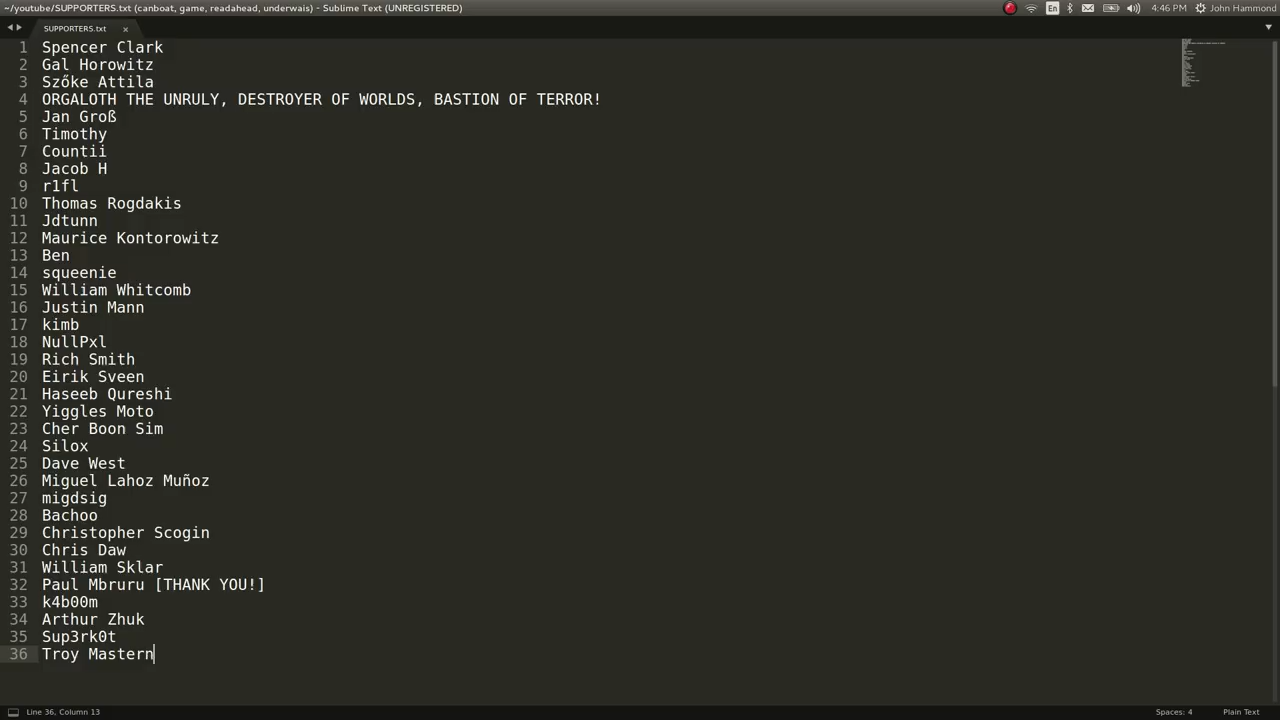 ~/youtube/SUPPORTERS.txt (canboat, game, readahead, underwais) - Sublime Text (UNREGISTERED)
En
4:46 PM
John Hammond
SUPPORTERS.txt
×
1 Spencer Clark
2 Gal Horowitz
3 Szőke Attila
4 ORGALOTH THE UNRULY, DESTROYER OF WORLDS, BASTION OF TERROR!
5 Jan Groß
6 Timothy
7 Countii
8 Jacob H
9 r1fl
10 Thomas Rogdakis
11 Jdtunn
12 Maurice Kontorowitz
13 Ben
14 squeenie
15 William Whitcomb
16 Justin Mann
17 kimb
18 NullPxl
19 Rich Smith
20 Eirik Sveen
21 Haseeb Qureshi
22 Yiggles Moto
23 Cher Boon Sim
24 Silox
25 Dave West
26 Miguel Lahoz Muñoz
27 migdsig
28 Bachoo
29 Christopher Scogin
30 Chris Daw
31 William Sklar
32 Paul Mbruru [THANK YOU!]
33 k4b00m
34 Arthur Zhuk
35 Sup3rk0t
36 Troy Mastern
Line 36, Column 13
Spaces: 4
Plain Text